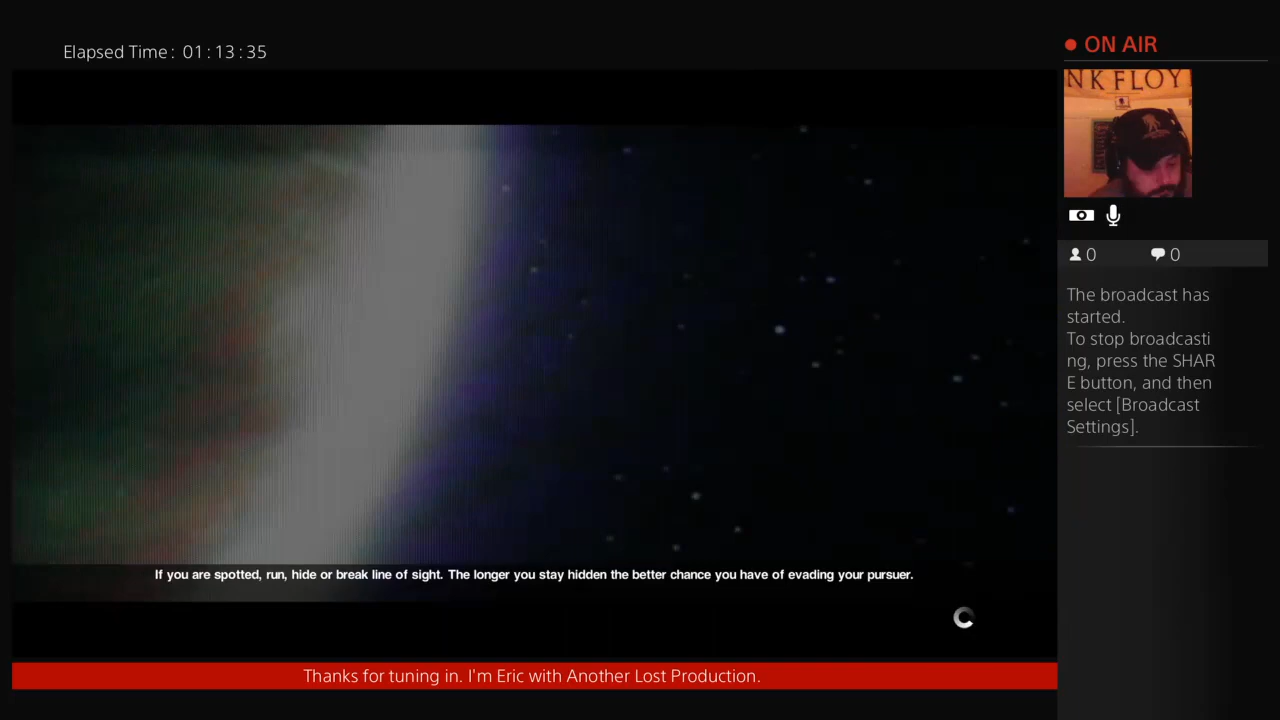 Elapsed Time: 01:13:35
ON AIR
NK FLOY
0
0
The broadcast has
started.
To stop broadcasti
ng, press the SHAR
E button, and then
select [Broadcast
Settings].
If you are spotted, run, hide or break line of sight. The longer you stay hidden the better chance you have of evading your pursuer.
Thanks for tuning in. I'm Eric with Another Lost Production.